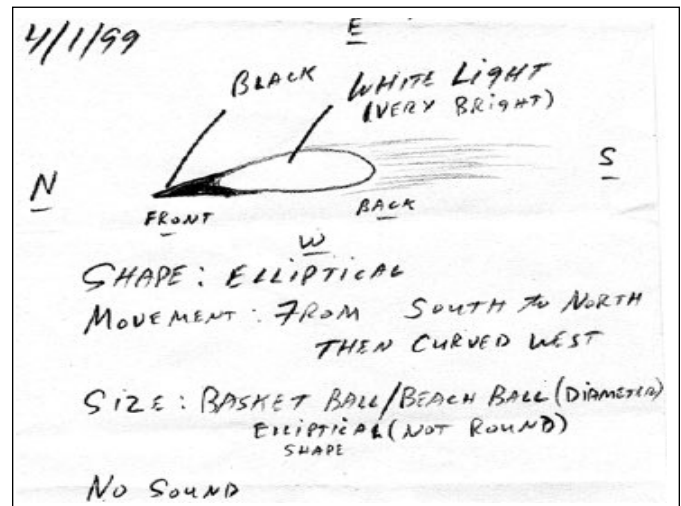 4/1/99
E
BLACK
WHITE LIGHT
(VERY BRIGHT)
N
S
FRONT
BACK
W
SHAPE: ELLIPTICAL
MOVEMENT: FROM SOUTH TO NORTH
THEN CURVED WEST
SIZE: BASKET BALL/BEACH BALL (DIAMETER)
ELLIPTICAL (NOT ROUND)
SHAPE
NO SOUND